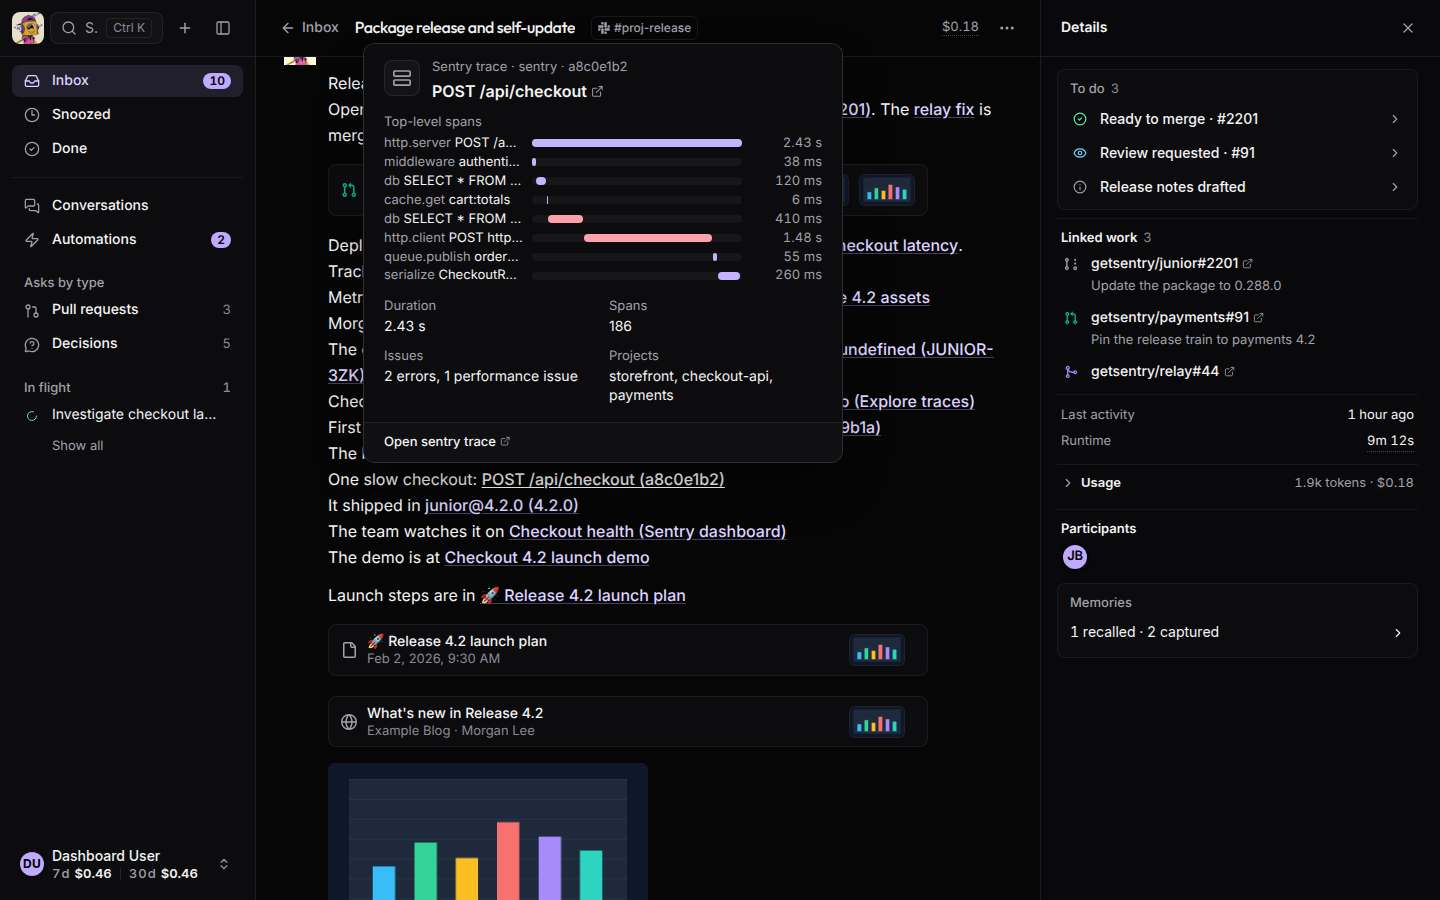 S.
Ctrl K
Inbox
10
Snoozed
Done
Conversations
Automations
2
Asks by type
Pull requests
3
Decisions
5
In flight
1
Investigate checkout la...
Show all
DU
Dashboard User
7d $0.46
30d $0.46
Inbox
Package release and self-update
#proj-release
$0.18
Sentry trace · sentry · a8c0e1b2
POST /api/checkout
Top-level spans
http.server POST /a...
2.43 s
middleware authenti...
38 ms
db SELECT * FROM ...
120 ms
cache.get cart:totals
6 ms
db SELECT * FROM ...
410 ms
http.client POST http...
1.48 s
queue.publish order...
55 ms
serialize CheckoutR...
260 ms
Duration
2.43 s
Spans
186
Issues
2 errors, 1 performance issue
Projects
storefront, checkout-api,
payments
Open sentry trace
Relea
Open
201). The relay fix is
merg
Depl
heckout latency.
Trac
Metr
e 4.2 assets
Morg
The
undefined (JUNIOR-
3ZK)
Chec
o (Explore traces)
First
9b1a)
The
One slow checkout: POST /api/checkout (a8c0e1b2)
It shipped in junior@4.2.0 (4.2.0)
The team watches it on Checkout health (Sentry dashboard)
The demo is at Checkout 4.2 launch demo
Launch steps are in 🚀 Release 4.2 launch plan
🚀 Release 4.2 launch plan
Feb 2, 2026, 9:30 AM
What's new in Release 4.2
Example Blog · Morgan Lee
Details
To do 3
Ready to merge · #2201
Review requested · #91
Release notes drafted
Linked work 3
getsentry/junior#2201
Update the package to 0.288.0
getsentry/payments#91
Pin the release train to payments 4.2
getsentry/relay#44
Last activity
1 hour ago
Runtime
9m 12s
Usage
1.9k tokens · $0.18
Participants
JB
Memories
1 recalled · 2 captured